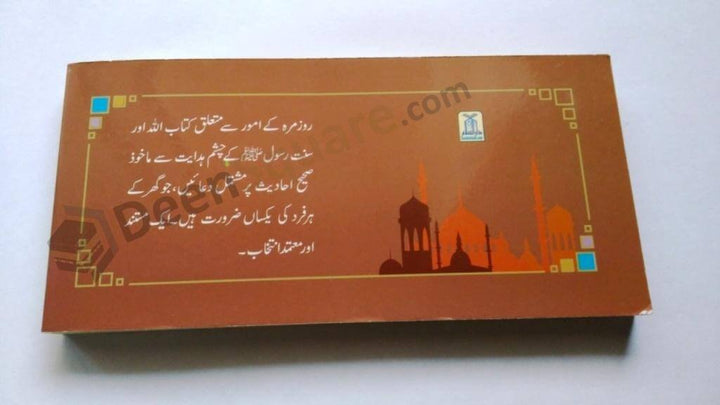 روزمرہ کے امور سے متعلق کتاب اللہ اور
سنت رسول ﷺ کے چشم ہدایت سے ماخوذ
صحیح احادیث پر مشتمل دعائیں، جو گھر کے
ہر فرد کی یکساں ضرورت ہیں۔ ایک مستند
اور معتمد انتخاب۔